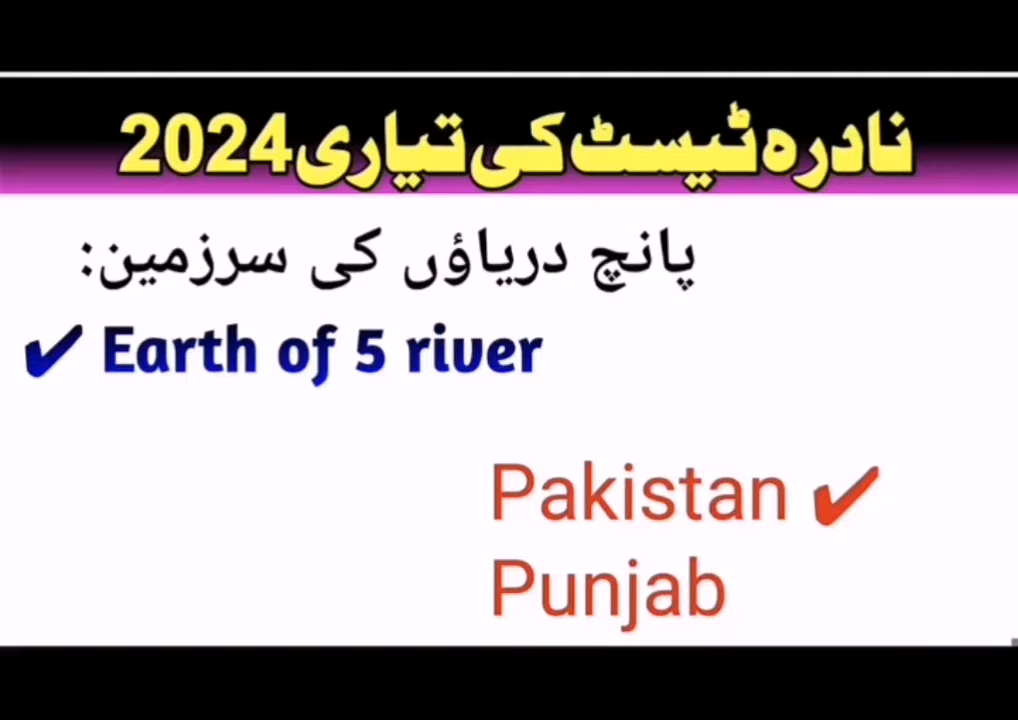 نادرہ ٹیسٹ کی تیاری 2024
پانچ دریاؤں کی سرزمین:
✔ Earth of 5 river
Pakistan ✔
Punjab